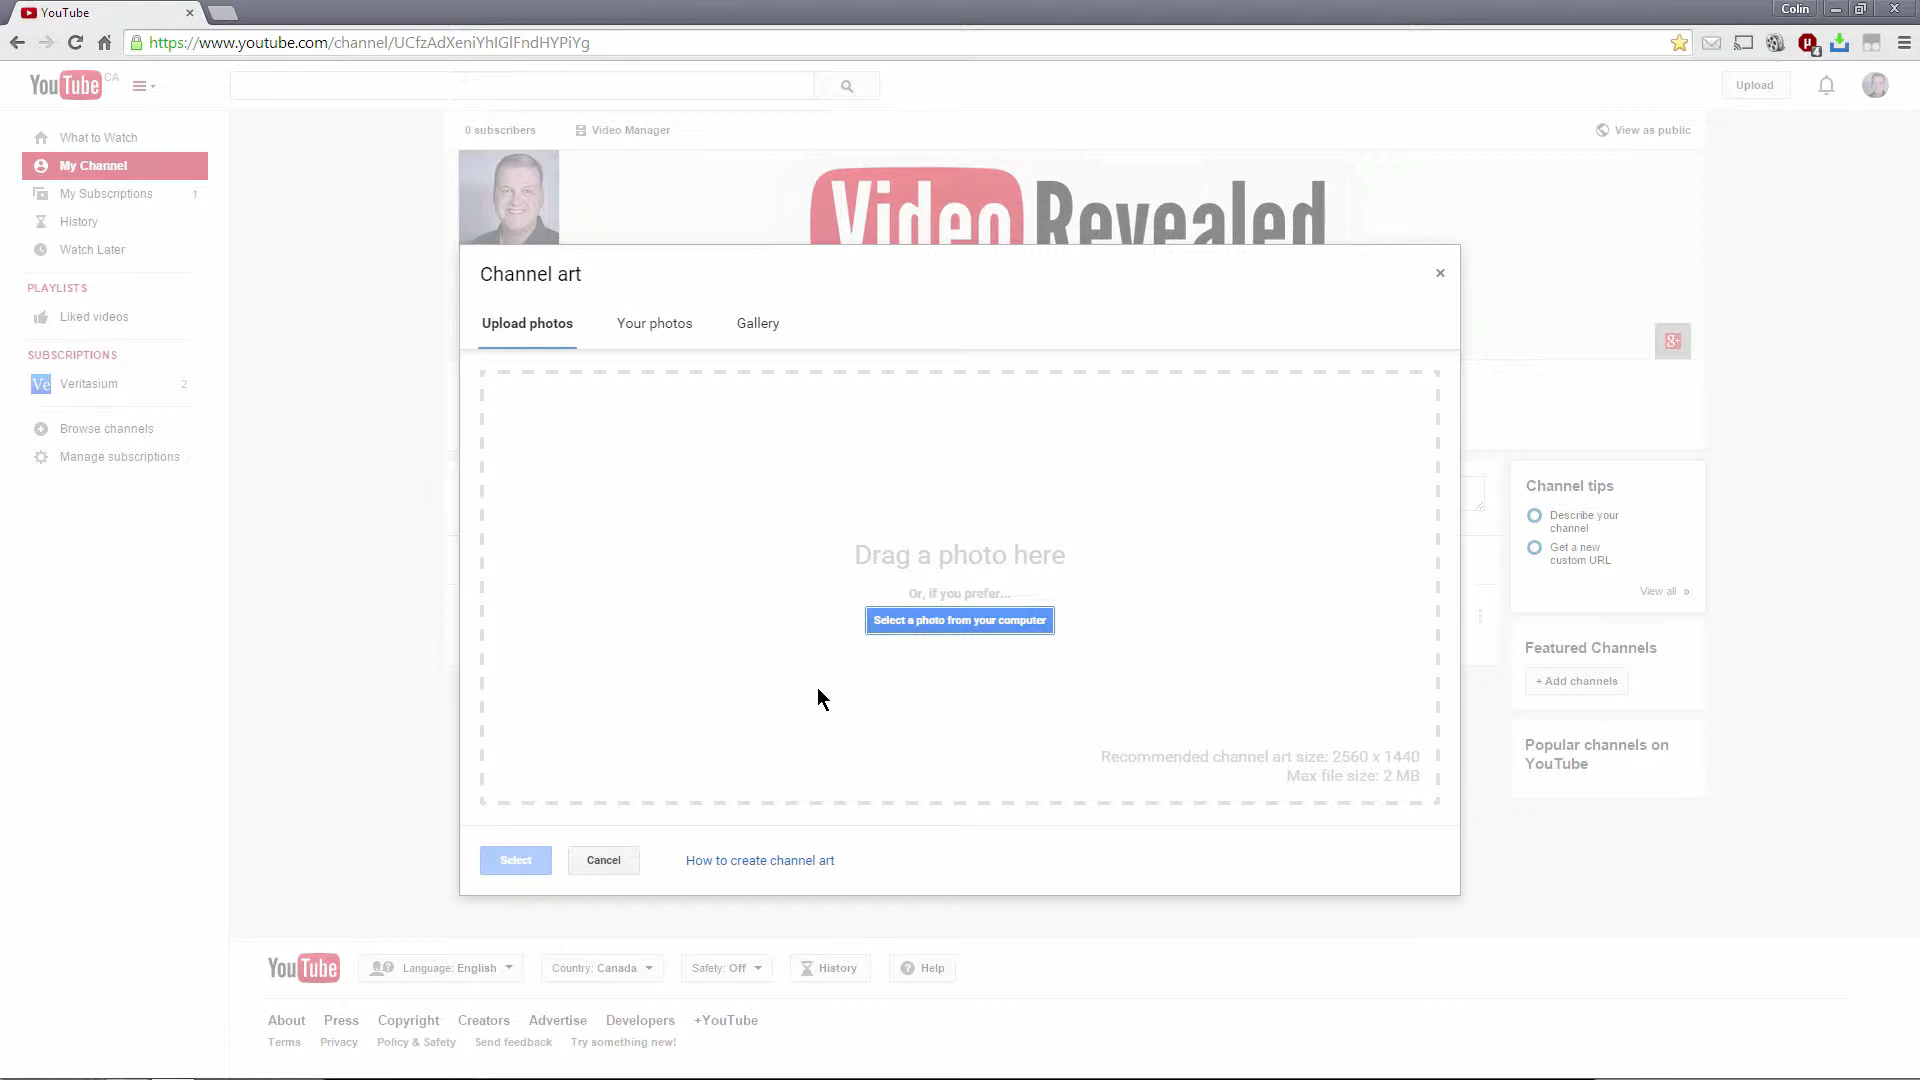 YouTube
Colin
https://www.youtube.com/channel/UCfzAdXeniYhIGlFndHYPiYg
4
YouTube CA
Upload
What to Watch
My Channel
My Subscriptions 1
History
Watch Later
PLAYLISTS
Liked videos
SUBSCRIPTIONS
Ve Veritasium 2
Browse channels
Manage subscriptions
0 subscribers
Video Manager
View as public
Video Revealed
g+
Channel art
×
Upload photos
Your photos
Gallery
Drag a photo here
Or, if you prefer...
Select a photo from your computer
Recommended channel art size: 2560 x 1440
Max file size: 2 MB
Select
Cancel
How to create channel art
Channel tips
Describe your
channel
Get a new
custom URL
View all »
Featured Channels
+ Add channels
Popular channels on
YouTube
YouTube
Language: English
Country: Canada
Safety: Off
History
Help
About Press Copyright Creators Advertise Developers +YouTube
Terms Privacy Policy & Safety Send feedback Try something new!